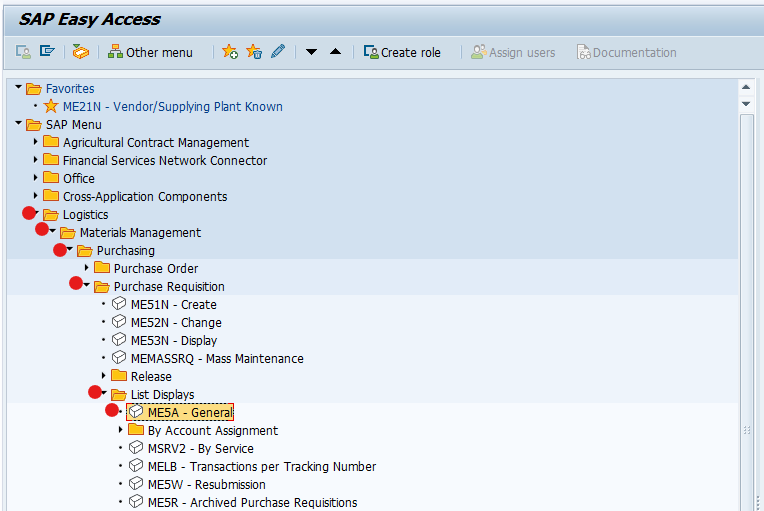 SAP Easy Access
Other menu Create role Assign users Documentation
Favorites
ME21N - Vendor/Supplying Plant Known
SAP Menu
Agricultural Contract Management
Financial Services Network Connector
Office
Cross-Application Components
Logistics
Materials Management
Purchasing
Purchase Order
Purchase Requisition
ME51N - Create
ME52N - Change
ME53N - Display
MEMASSRQ - Mass Maintenance
Release
List Displays
ME5A - General
By Account Assignment
MSRV2 - By Service
MELB - Transactions per Tracking Number
ME5W - Resubmission
ME5R - Archived Purchase Requisitions